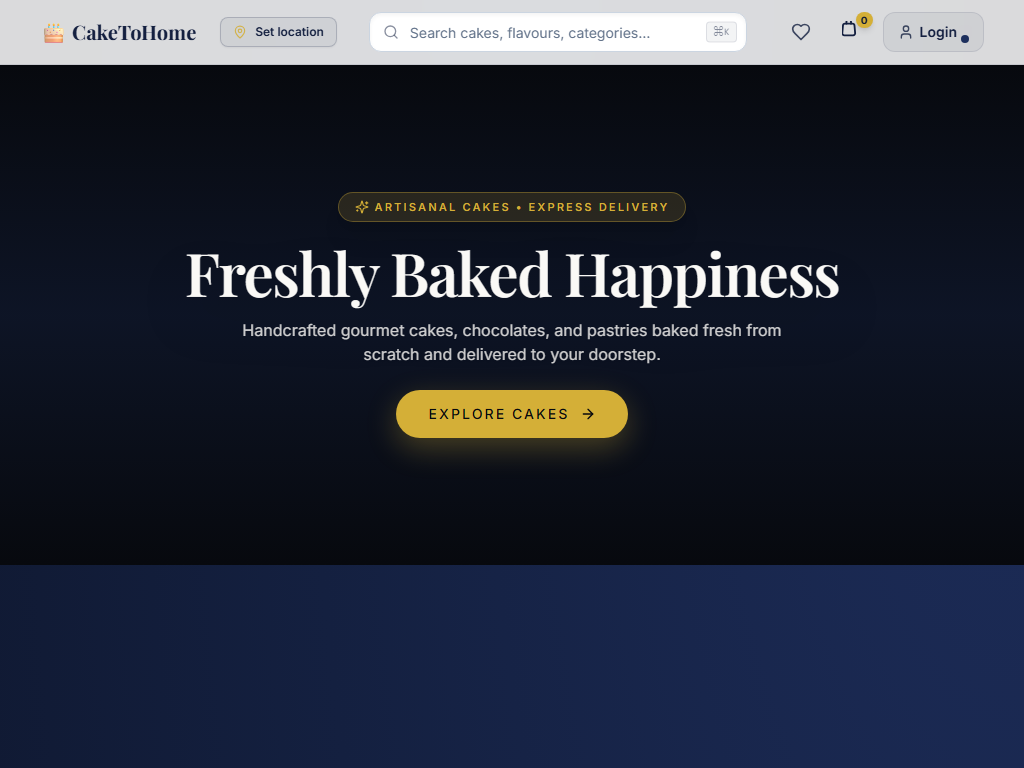 CakeToHome
Set location
Search cakes, flavours, categories...
⌘K
0
Login
ARTISANAL CAKES • EXPRESS DELIVERY
Freshly Baked Happiness
Handcrafted gourmet cakes, chocolates, and pastries baked fresh from
scratch and delivered to your doorstep.
EXPLORE CAKES